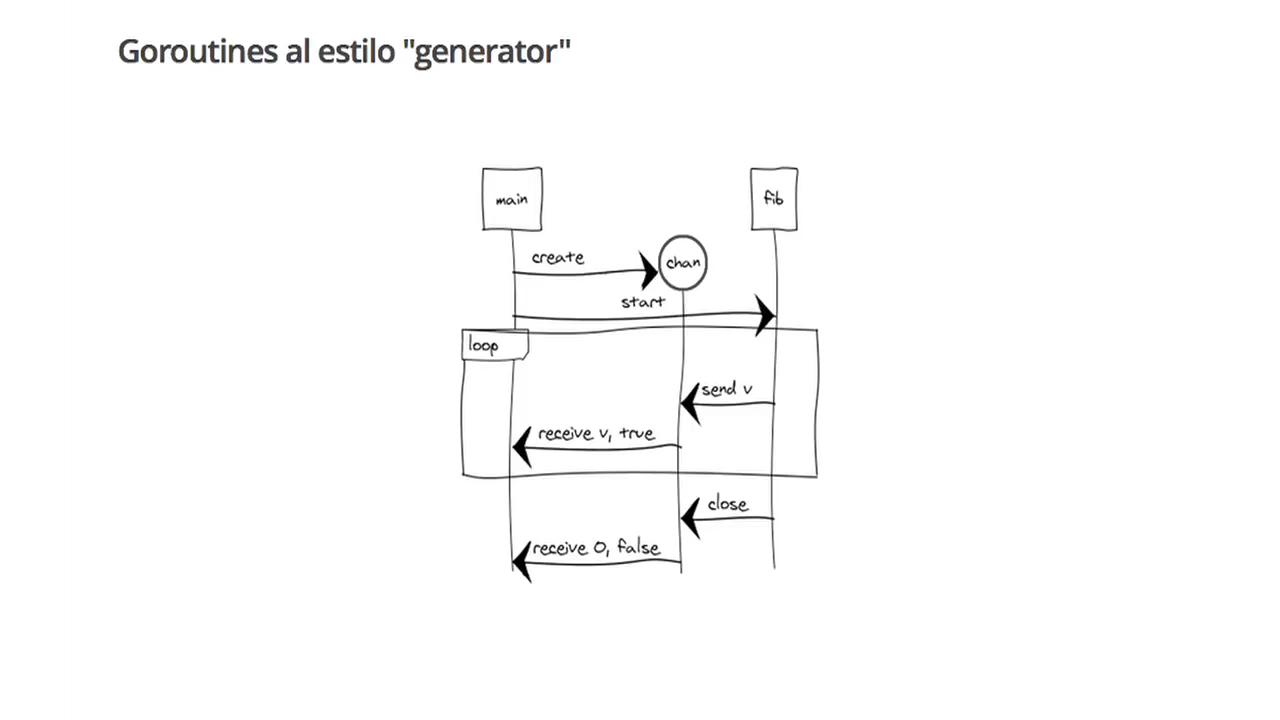 Goroutines al estilo "generator"
main
fib
create
chan
start
loop
send v
receive v, true
close
receive 0, false